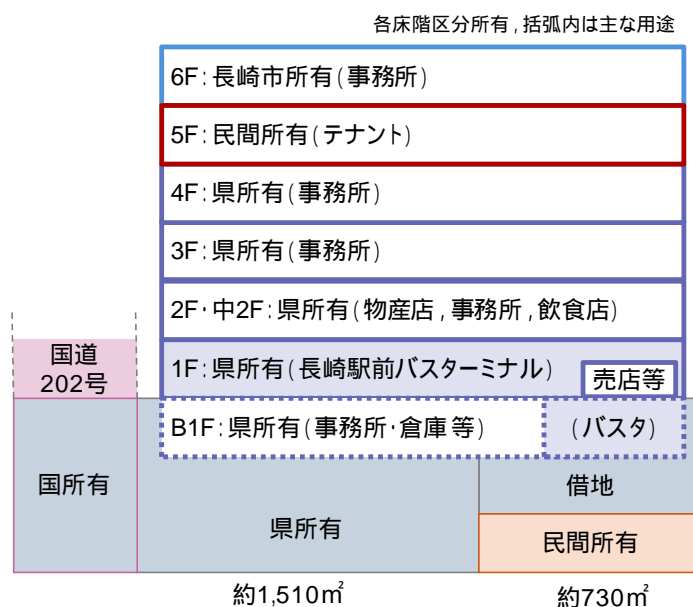 各床階区分所有,括弧内は主な用途
6F:長崎市所有(事務所)
5F:民間所有(テナント)
4F:県所有(事務所)
3F:県所有(事務所)
2F・中2F:県所有(物産店,事務所,飲食店)
国道
202号
1F:県所有(長崎駅前バスターミナル)
売店等
B1F:県所有(事務所・倉庫等)
(バスタ)
国所有
県所有
借地
民間所有
約1,510㎡
約730㎡